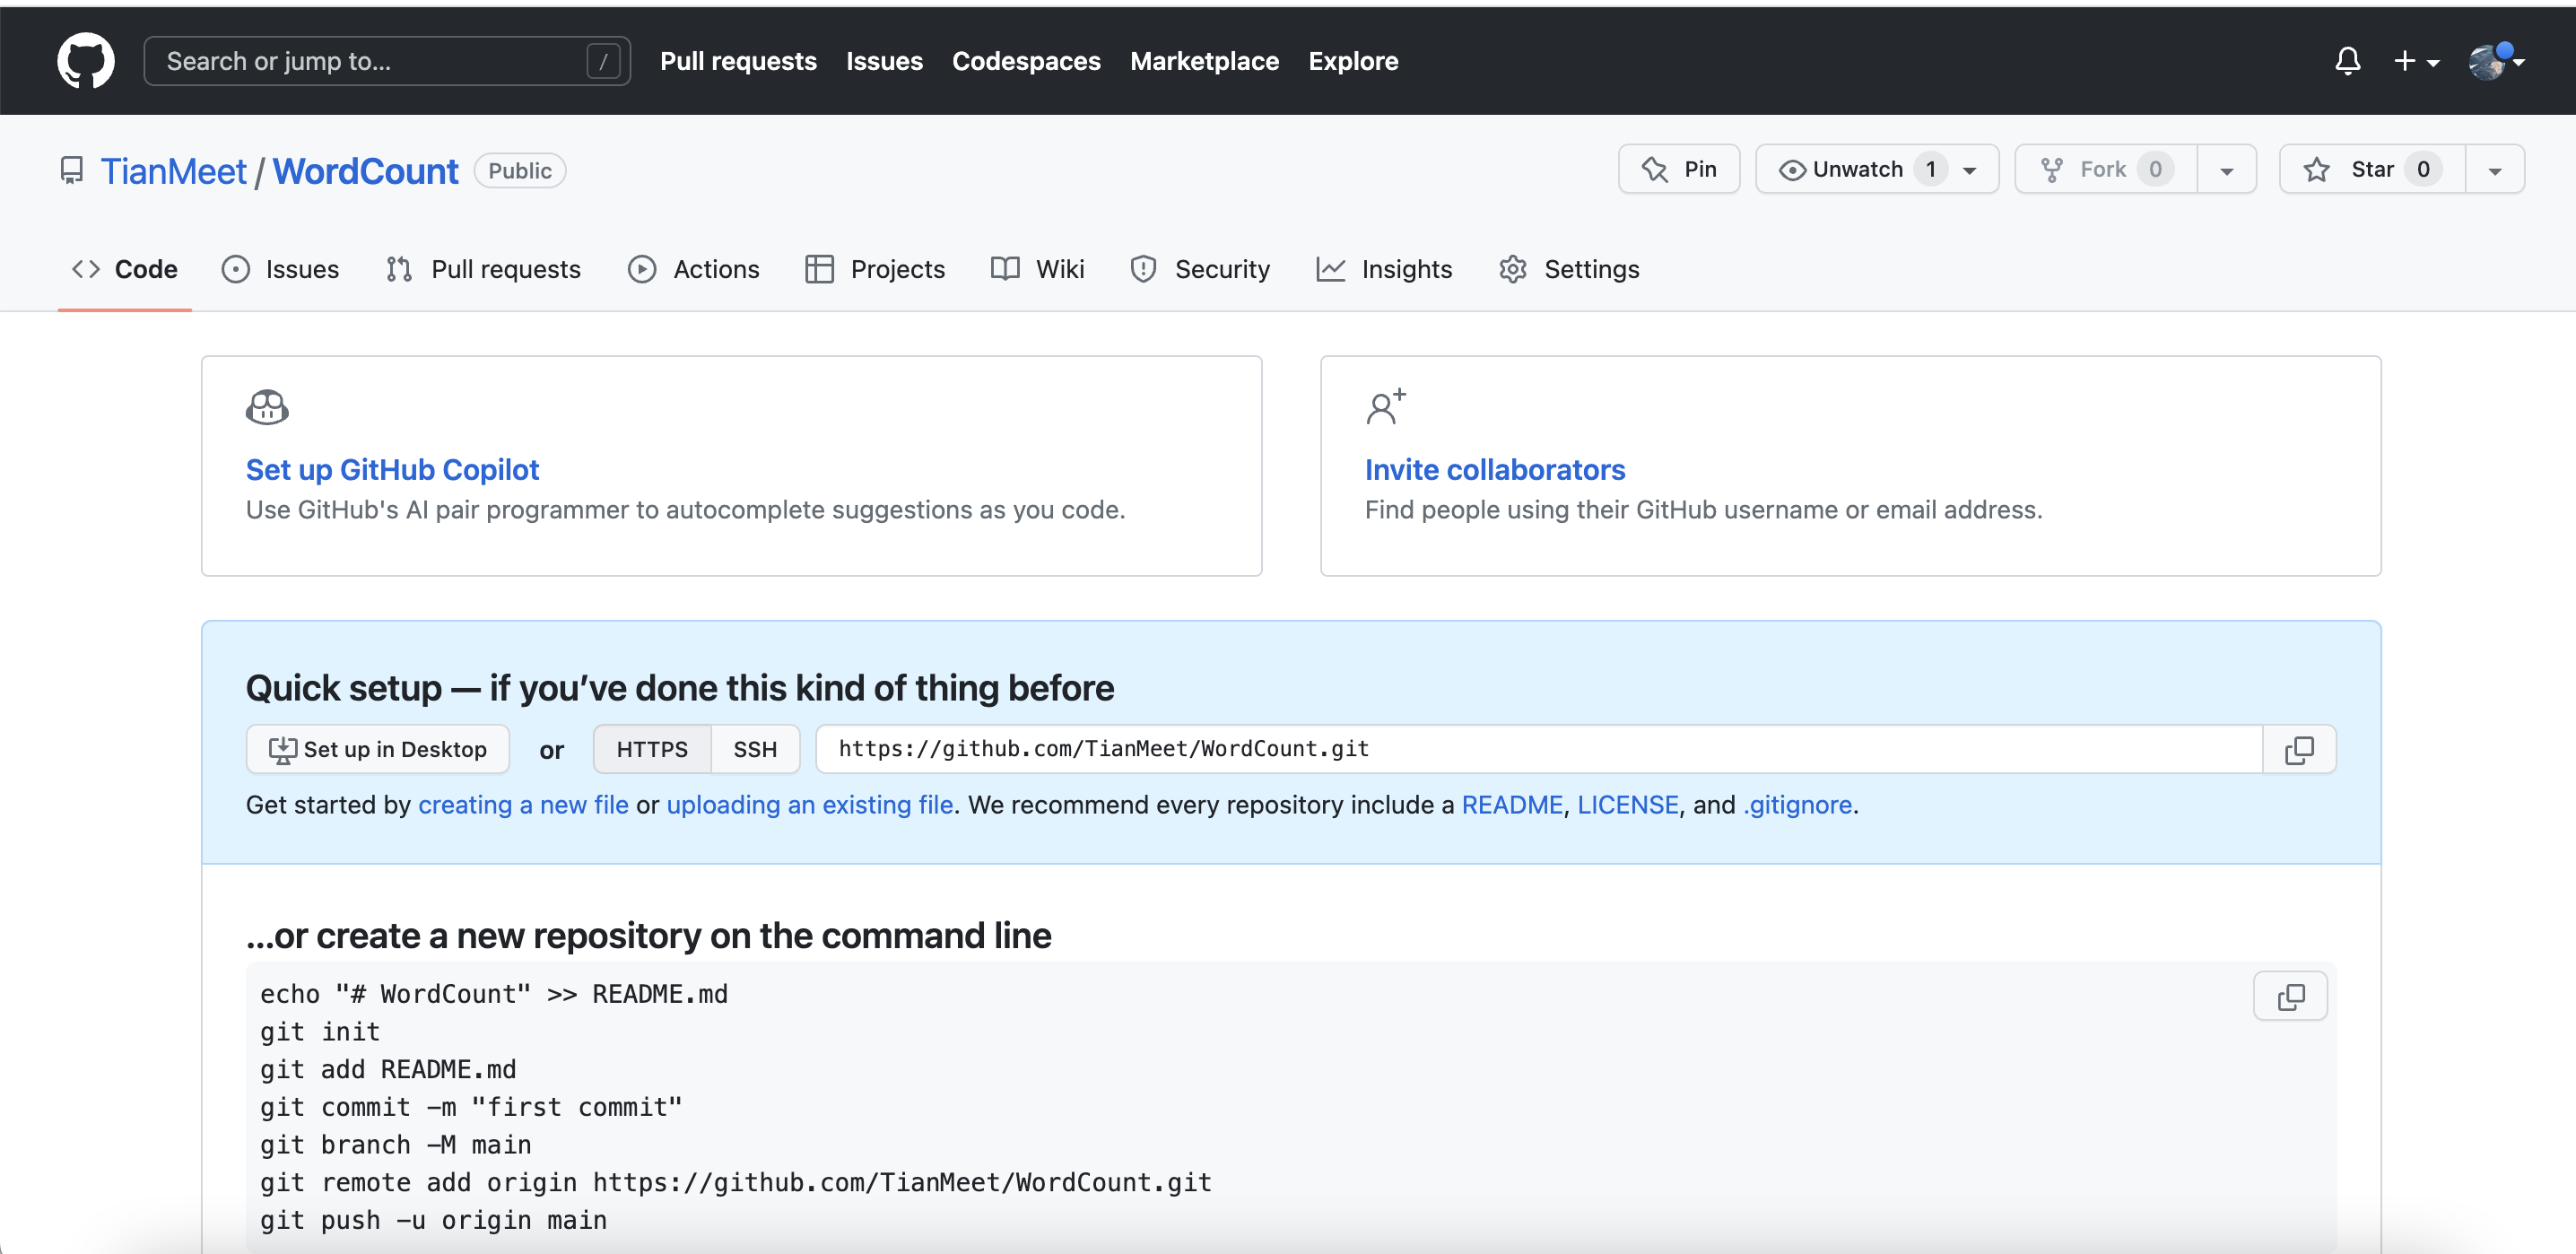 Search or jump to... /
Pull requests Issues Codespaces Marketplace Explore
TianMeet / WordCount Public
Pin Unwatch 1 Fork 0 Star 0
Code Issues Pull requests Actions Projects Wiki Security Insights Settings
Set up GitHub Copilot
Use GitHub's AI pair programmer to autocomplete suggestions as you code.
Invite collaborators
Find people using their GitHub username or email address.
Quick setup — if you’ve done this kind of thing before
Set up in Desktop or HTTPS SSH https://github.com/TianMeet/WordCount.git
Get started by creating a new file or uploading an existing file. We recommend every repository include a README, LICENSE, and .gitignore.
…or create a new repository on the command line
echo "# WordCount" >> README.md
git init
git add README.md
git commit -m "first commit"
git branch -M main
git remote add origin https://github.com/TianMeet/WordCount.git
git push -u origin main